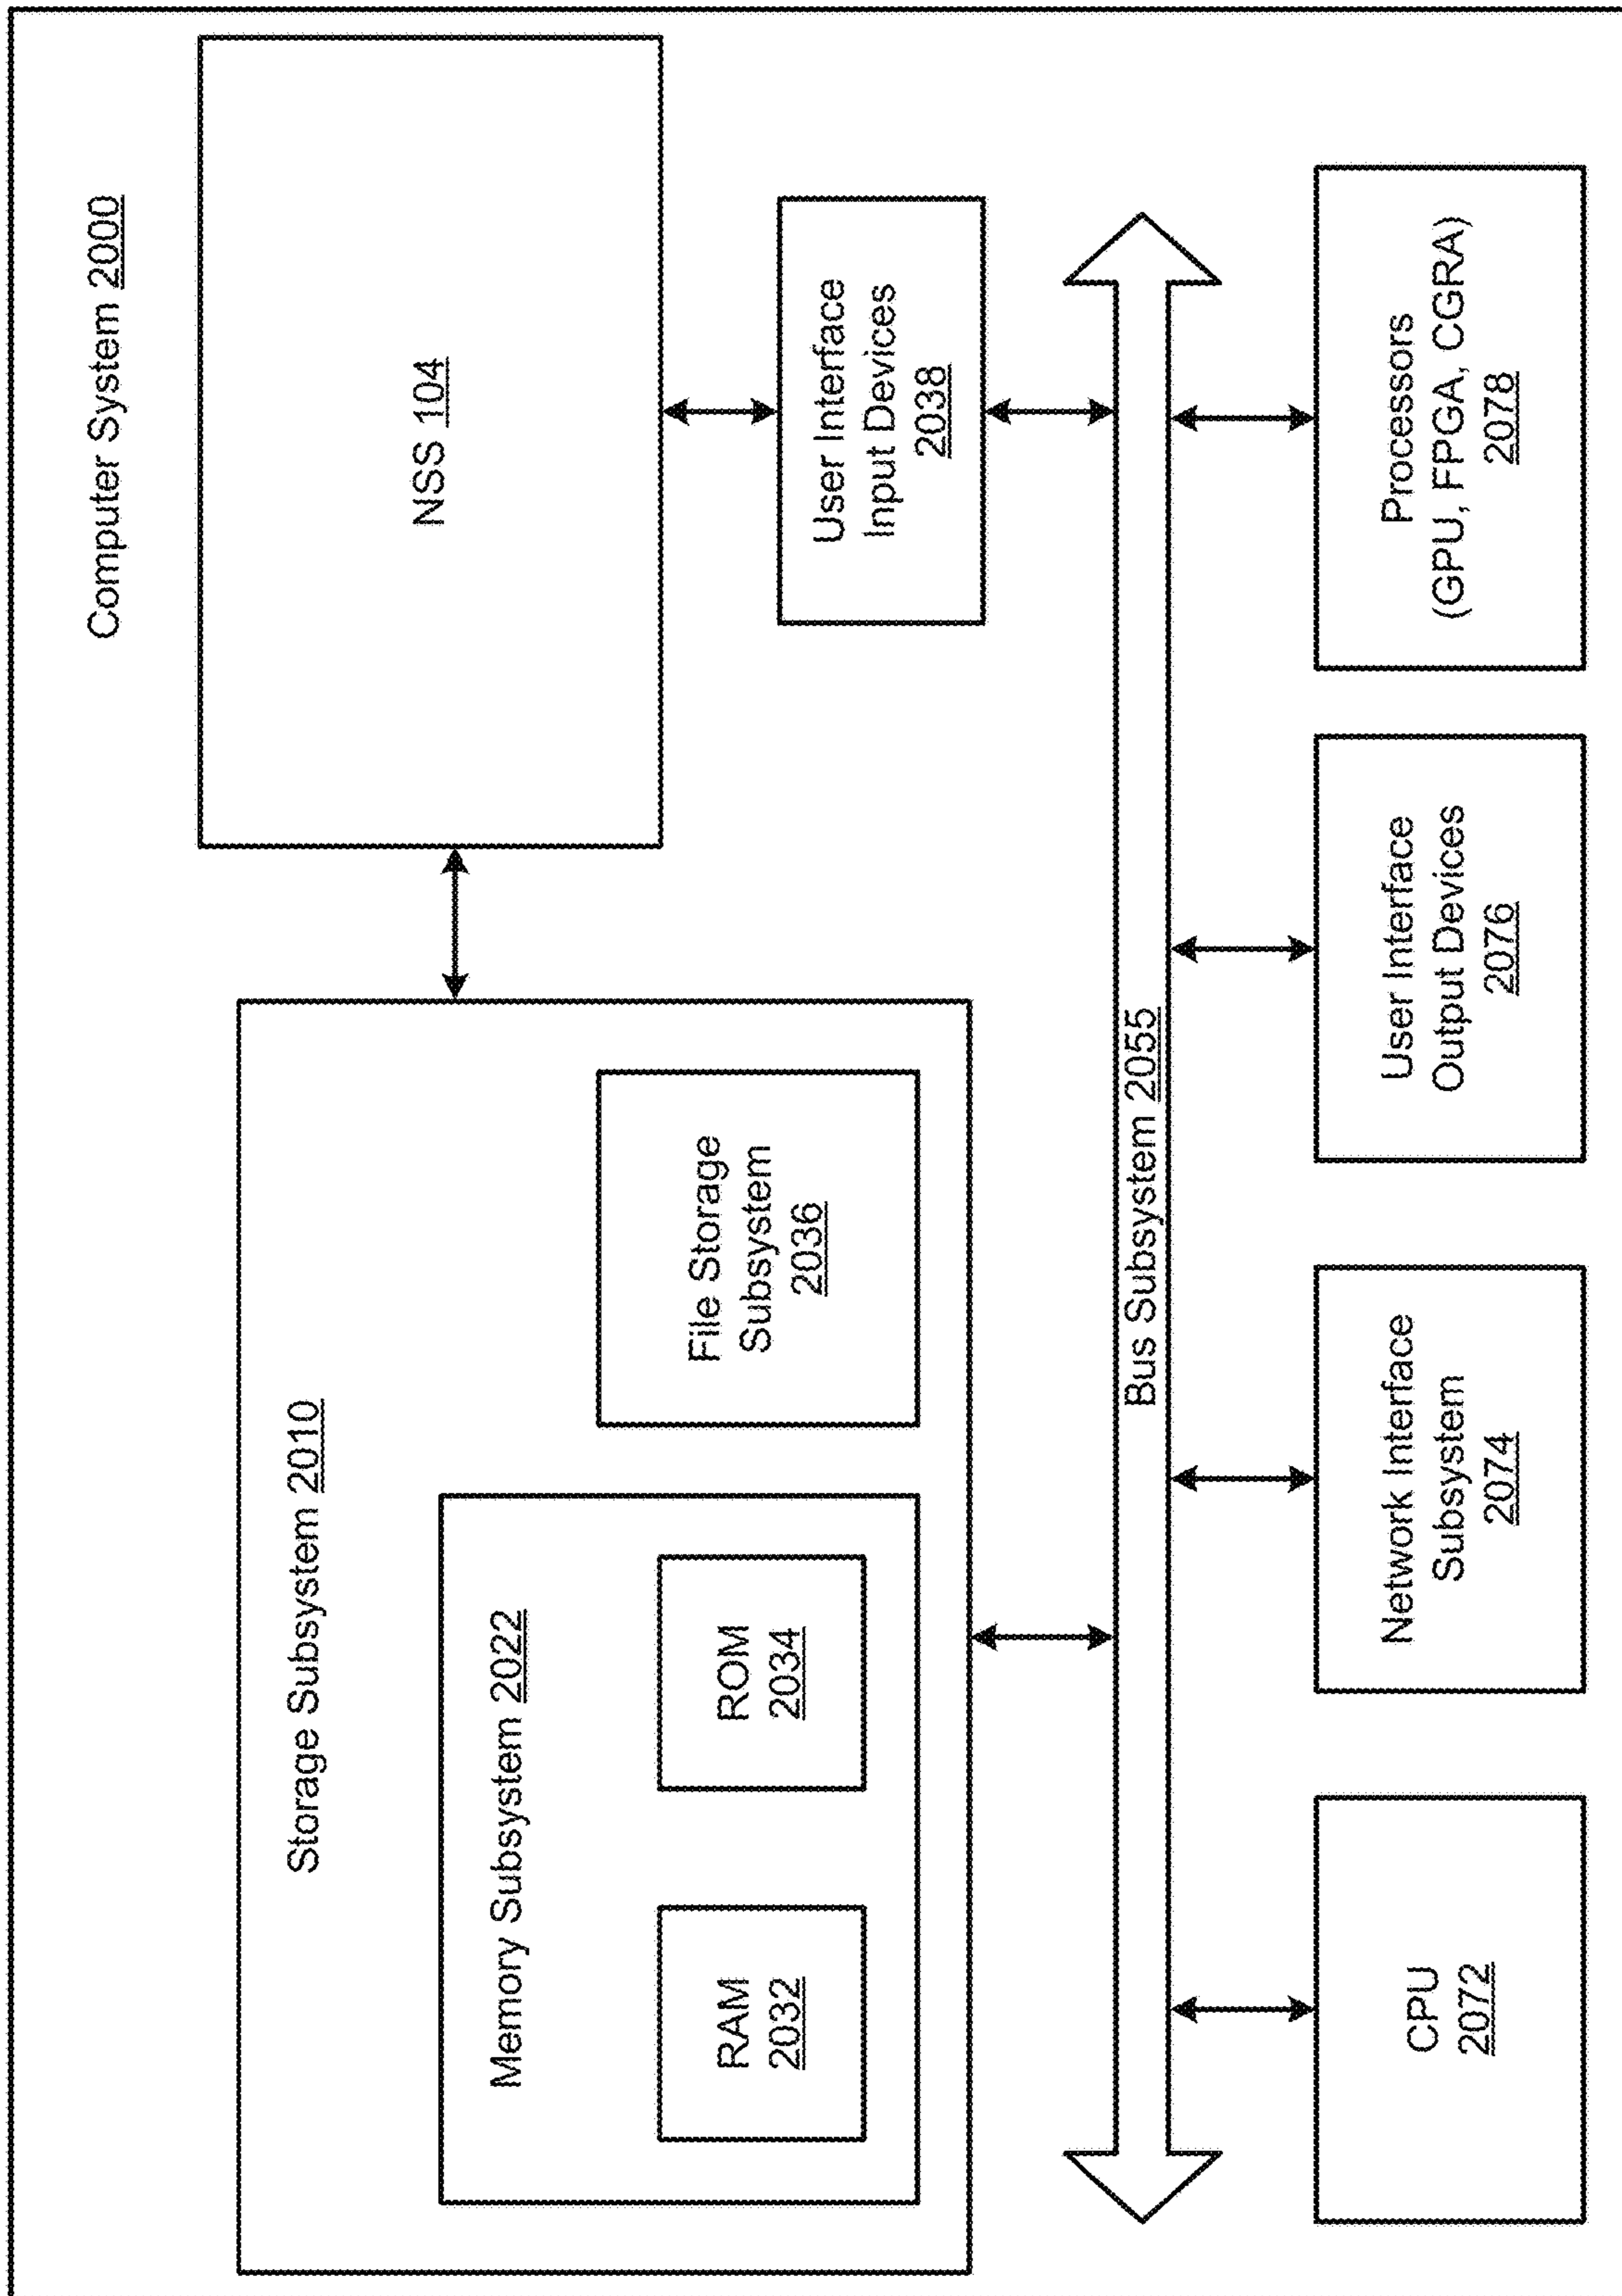 Computer System 2000
Storage Subsystem 2010
Memory Subsystem 2022
RAM
2032
ROM
2034
File Storage
Subsystem
2036
NSS 104
User Interface
Input Devices
2038
Bus Subsystem 2055
CPU
2072
Network Interface
Subsystem
2074
User Interface
Output Devices
2076
Processors
(GPU, FPGA, CGRA)
2078